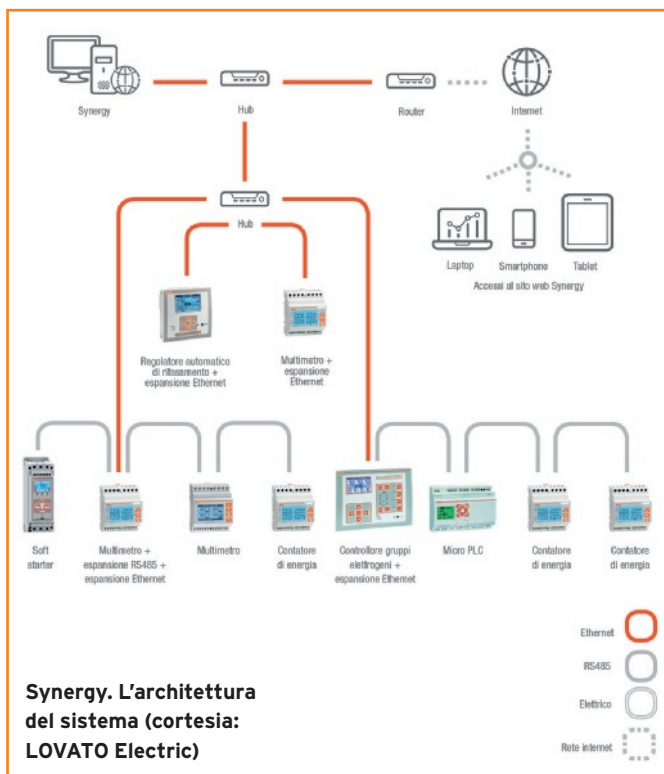 Synergy
Hub
Router
Internet
Hub
Laptop
Smartphone
Tablet
Accessi al sito web Synergy
Regolatore automatico
di rifasamento +
espansione Ethernet
Multimetro +
espansione
Ethernet
Soft
starter
Multimetro +
espansione RS485 +
espansione Ethernet
Multimetro
Contatore
di energia
Controllore gruppi
elettrogeni +
espansione Ethernet
Micro PLC
Contatore
di energia
Contatore
di energia
Ethernet
RS485
Elettrico
Rete internet
Synergy. L'architettura
del sistema (cortesia:
LOVATO Electric)